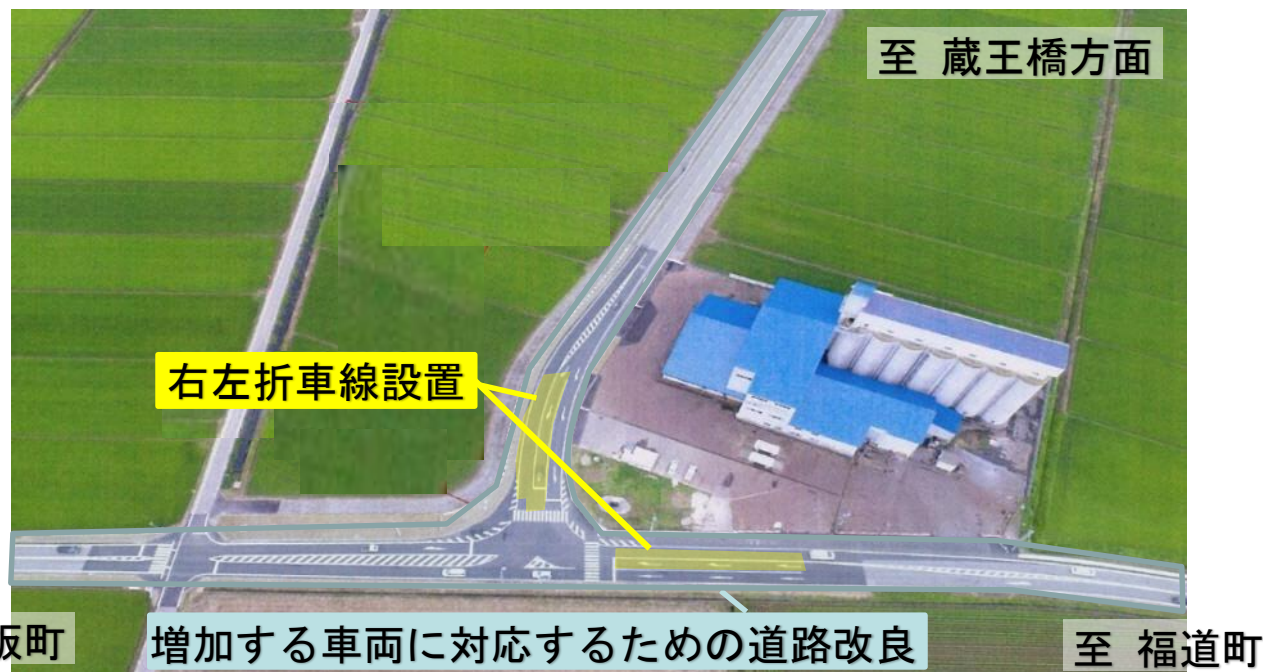 至 蔵王橋方面
右左折車線設置
坂町
増加する車両に対応するための道路改良
至 福道町